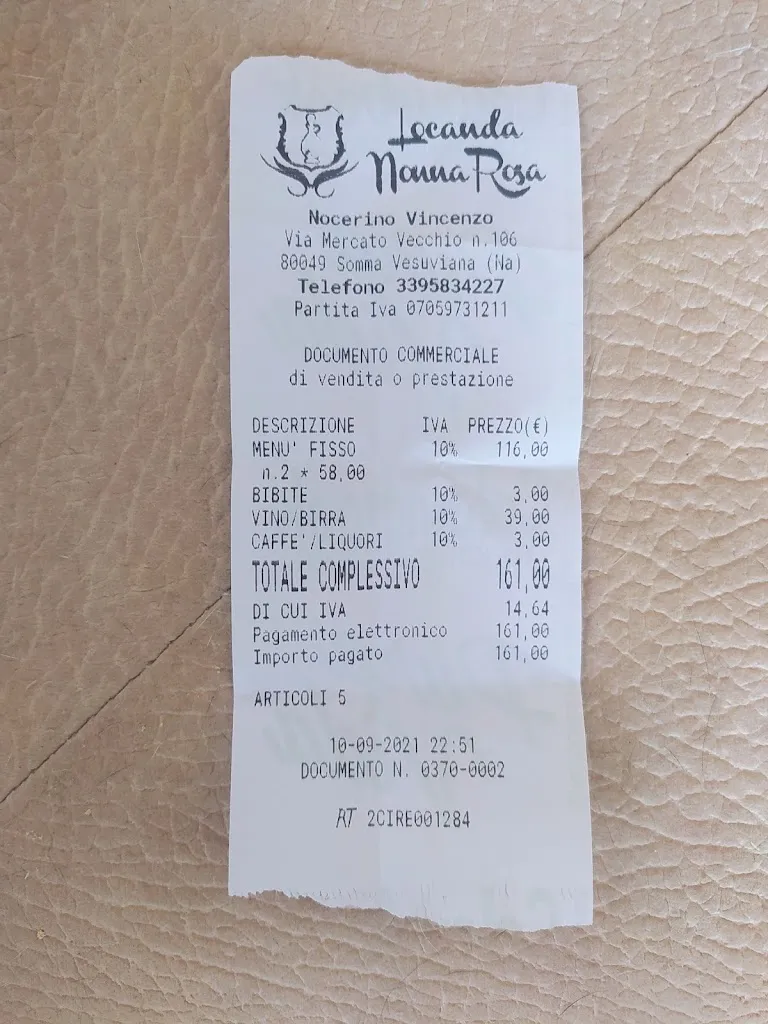 Locanda
Nonna Rosa
Nocerino Vincenzo
Via Mercato Vecchio n.106
80049 Somma Vesuviana (Na)
Telefono 3395834227
Partita Iva 07059731211
DOCUMENTO COMMERCIALE
di vendita o prestazione
DESCRIZIONE IVA PREZZO(€)
MENU' FISSO 10% 116,00
n.2 * 58,00
BIBITE 10% 3,00
VINO/BIRRA 10% 39,00
CAFFE'/LIQUORI 10% 3,00
TOTALE COMPLESSIVO 161,00
DI CUI IVA 14,64
Pagamento elettronico 161,00
Importo pagato 161,00
ARTICOLI 5
10-09-2021 22:51
DOCUMENTO N. 0370-0002
RT 2CIRE001284